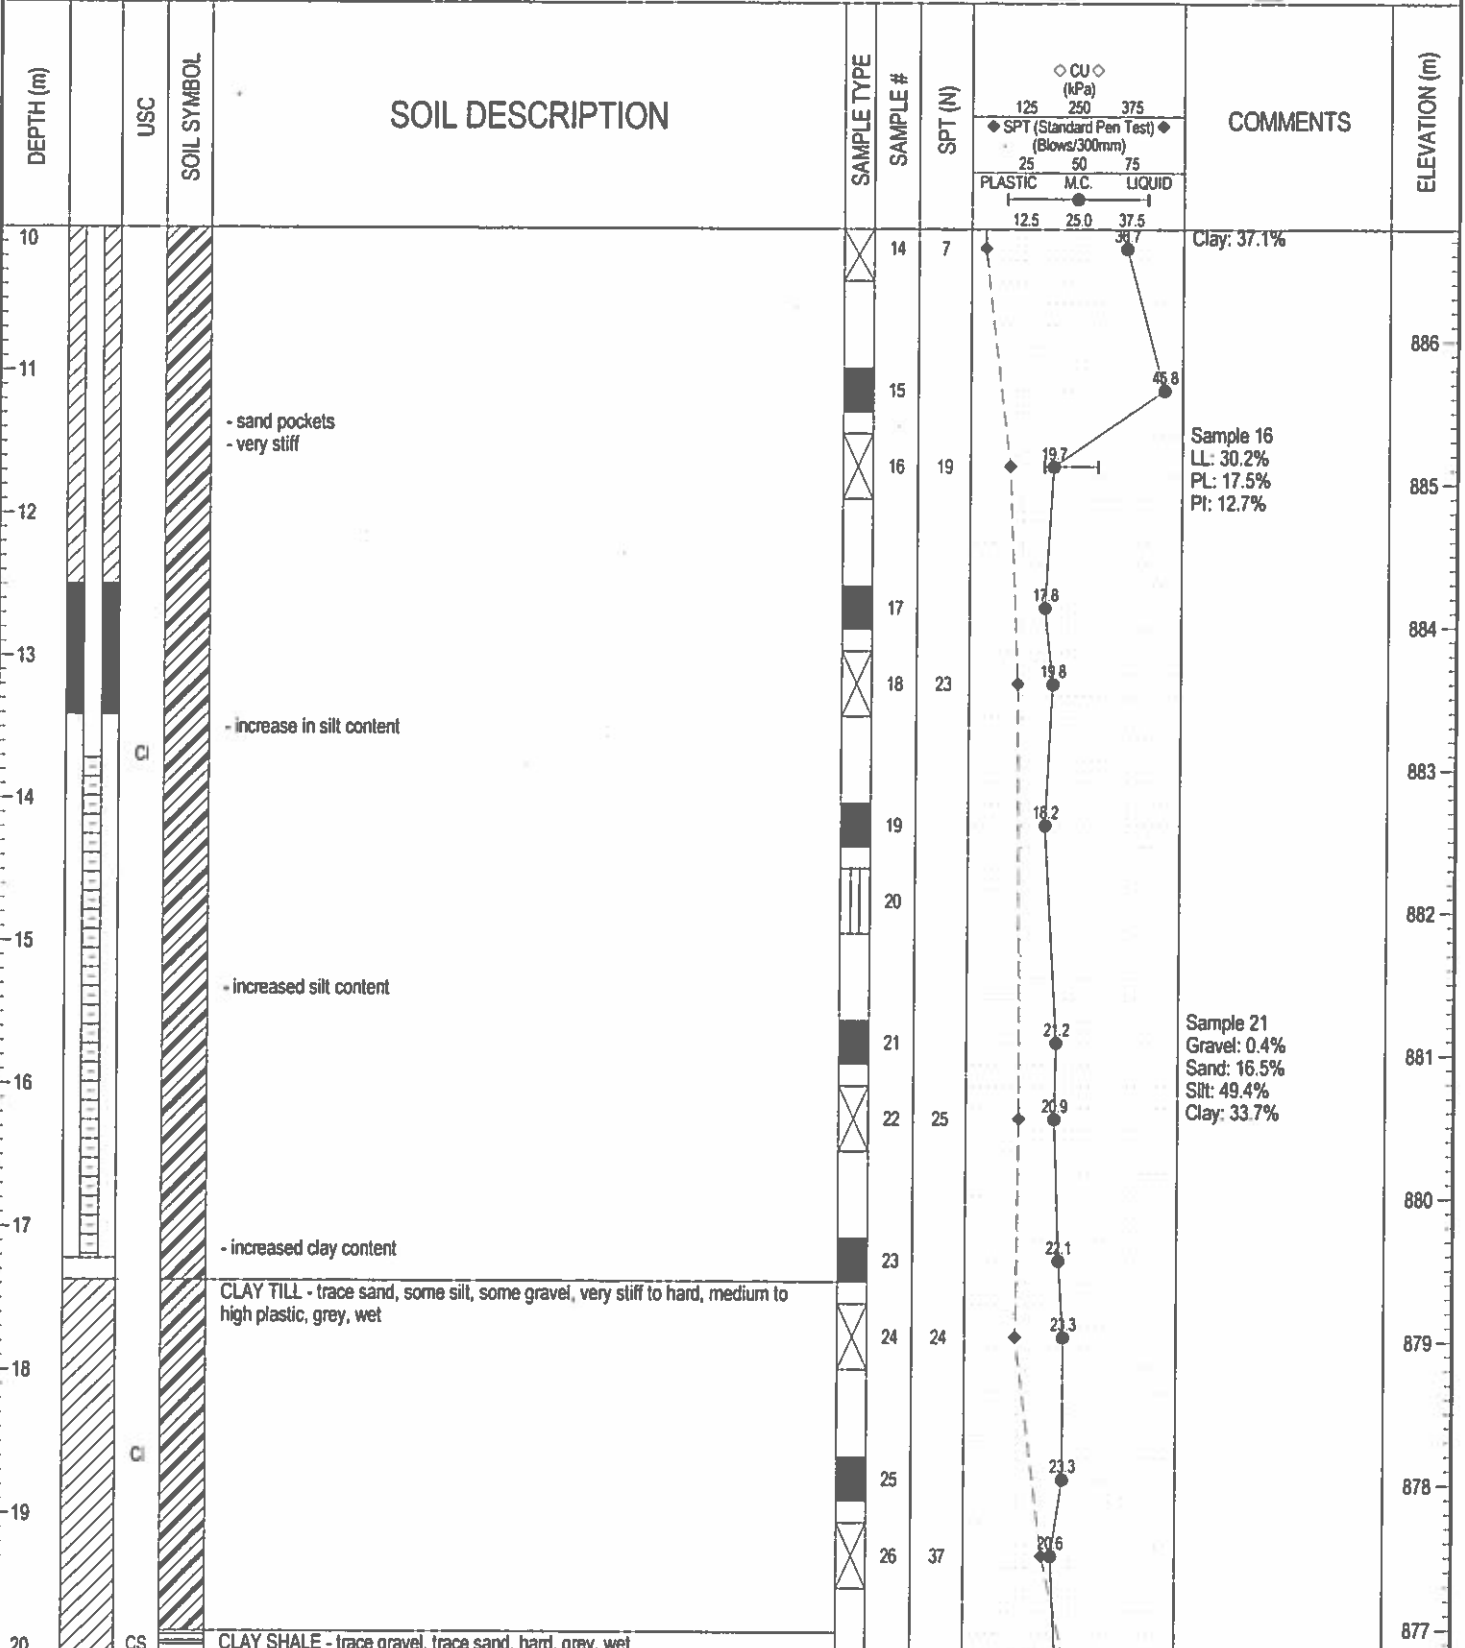 DEPTH (m)
USC
SOIL SYMBOL
SOIL DESCRIPTION
SAMPLE TYPE
SAMPLE #
SPT (N)
◇ CU ◇
(kPa)
125 250 375
◆ SPT (Standard Pen Test) ◆
(Blows/300mm)
25 50 75
PLASTIC M.C. LIQUID
12.5 25.0 37.5
COMMENTS
ELEVATION (m)
10
14 7
Clay: 37.1%
886
11
45.8
15
- sand pockets
- very stiff
Sample 16
LL: 30.2%
PL: 17.5%
PI: 12.7%
19.7
16 19
885
12
17.8
17
884
13
19.8
18 23
- increase in silt content
CI
883
14
18.2
19
20
882
15
- increased silt content
Sample 21
Gravel: 0.4%
Sand: 16.5%
Silt: 49.4%
Clay: 33.7%
21.2
21
881
16
20.9
22 25
880
17
- increased clay content
22.1
23
CLAY TILL - trace sand, some silt, some gravel, very stiff to hard, medium to
high plastic, grey, wet
23.3
24 24
879
18
CI
23.3
25
878
19
20.6
26 37
877
20
CS
CLAY SHALE - trace gravel, trace sand, hard, grey, wet